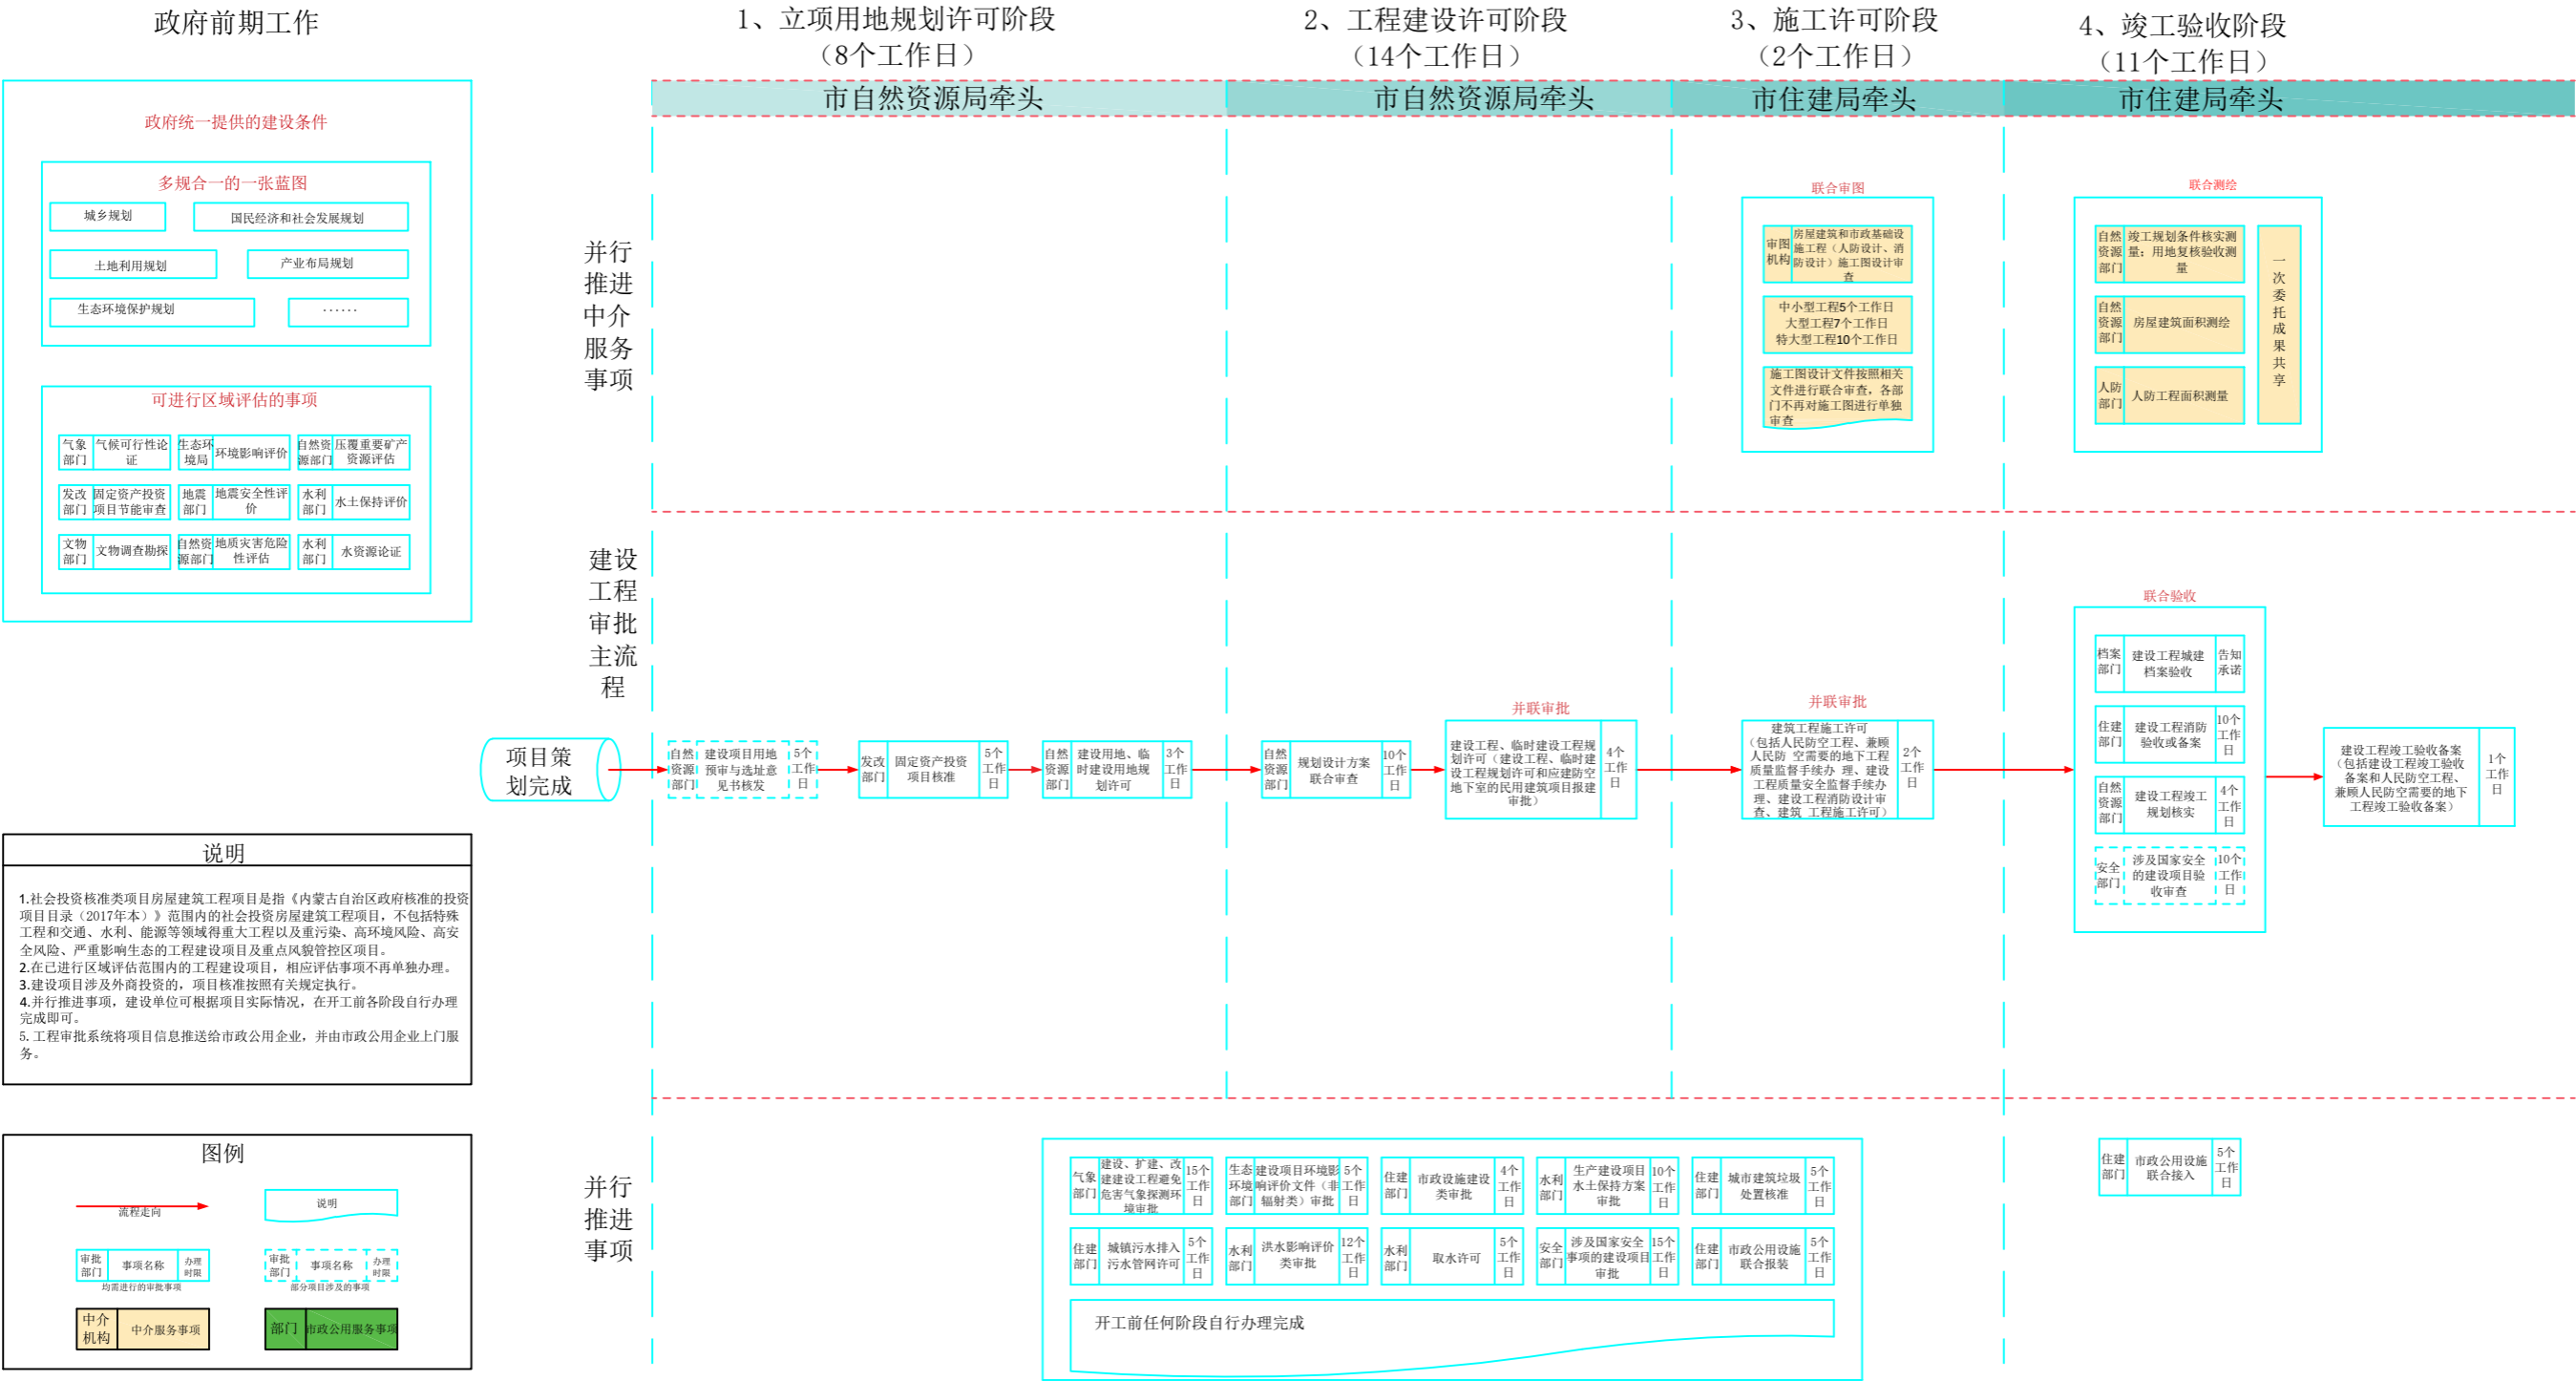 政府前期工作
1、立项用地规划许可阶段
（8个工作日）
2、工程建设许可阶段
（14个工作日）
3、施工许可阶段
（2个工作日）
4、竣工验收阶段
（11个工作日）
市自然资源局牵头
市自然资源局牵头
市住建局牵头
市住建局牵头
政府统一提供的建设条件
多规合一的一张蓝图
城乡规划
国民经济和社会发展规划
土地利用规划
产业布局规划
生态环境保护规划
······
可进行区域评估的事项
气象
部门
气候可行性论
证
生态环
境局
环境影响评价
自然资
源部门
压覆重要矿产
资源评估
发改
部门
固定资产投资
项目节能审查
地震
部门
地震安全性评
价
水利
部门
水土保持评价
文物
部门
文物调查勘探
自然资
源部门
地质灾害危险
性评估
水利
部门
水资源论证
并行
推进
中介
服务
事项
联合审图
审图
机构
房屋建筑和市政基础设
施工程（人防设计、消
防设计）施工图设计审
查
中小型工程5个工作日
大型工程7个工作日
特大型工程10个工作日
施工图设计文件按照相关
文件进行联合审查，各部
门不再对施工图进行单独
审查
联合测绘
自然
资源
部门
竣工规划条件核实测
量；用地复核验收测
量
自然
资源
部门
房屋建筑面积测绘
人防
部门
人防工程面积测量
一
次
委
托
成
果
共
享
建设
工程
审批
主流
程
项目策
划完成
自然
资源
部门
建设项目用地
预审与选址意
见书核发
5个
工作
日
发改
部门
固定资产投资
项目核准
5个
工作
日
自然
资源
部门
建设用地、临
时建设用地规
划许可
3个
工作
日
自然
资源
部门
规划设计方案
联合审查
10个
工作
日
并联审批
建设工程、临时建设工程规
划许可（建设工程、临时建
设工程规划许可和应建防空
地下室的民用建筑项目报建
审批）
4个
工作
日
并联审批
建筑工程施工许可
（包括人民防空工程、兼顾
人民防 空需要的地下工程
质量监督手续办 理、建设
工程质量安全监督手续办
理、建设工程消防设计审
查、建筑 工程施工许可）
2个
工作
日
联合验收
档案
部门
建设工程城建
档案验收
告知
承诺
住建
部门
建设工程消防
验收或备案
10个
工作
日
自然
资源
部门
建设工程竣工
规划核实
4个
工作
日
安全
部门
涉及国家安全
的建设项目验
收审查
10个
工作
日
建设工程竣工验收备案
（包括建设工程竣工验收
备案和人民防空工程、
兼顾人民防空需要的地下
工程竣工验收备案）
1个
工作
日
说明
1.社会投资核准类项目房屋建筑工程项目是指《内蒙古自治区政府核准的投资
项目目录（2017年本）》范围内的社会投资房屋建筑工程项目，不包括特殊
工程和交通、水利、能源等领域得重大工程以及重污染、高环境风险、高安
全风险、严重影响生态的工程建设项目及重点风貌管控区项目。
2.在已进行区域评估范围内的工程建设项目，相应评估事项不再单独办理。
3.建设项目涉及外商投资的，项目核准按照有关规定执行。
4.并行推进事项，建设单位可根据项目实际情况，在开工前各阶段自行办理
完成即可。
5.工程审批系统将项目信息推送给市政公用企业，并由市政公用企业上门服
务。
图例
流程走向
说明
审批
部门
事项名称
办理
时限
均需进行的审批事项
审批
部门
事项名称
办理
时限
部分项目涉及的事项
中介
机构
中介服务事项
部门
市政公用服务事项
并行
推进
事项
气象
部门
建设、扩建、改
建建设工程避免
危害气象探测环
境审批
15个
工作
日
生态
环境
部门
建设项目环境影
响评价文件（非
辐射类）审批
5个
工作
日
住建
部门
市政设施建设
类审批
4个
工作
日
水利
部门
生产建设项目
水土保持方案
审批
10个
工作
日
住建
部门
城市建筑垃圾
处置核准
5个
工作
日
住建
部门
城镇污水排入
污水管网许可
5个
工作
日
水利
部门
洪水影响评价
类审批
12个
工作
日
水利
部门
取水许可
5个
工作
日
安全
部门
涉及国家安全
事项的建设项目
审批
15个
工作
日
住建
部门
市政公用设施
联合报装
5个
工作
日
开工前任何阶段自行办理完成
住建
部门
市政公用设施
联合接入
5个
工作
日